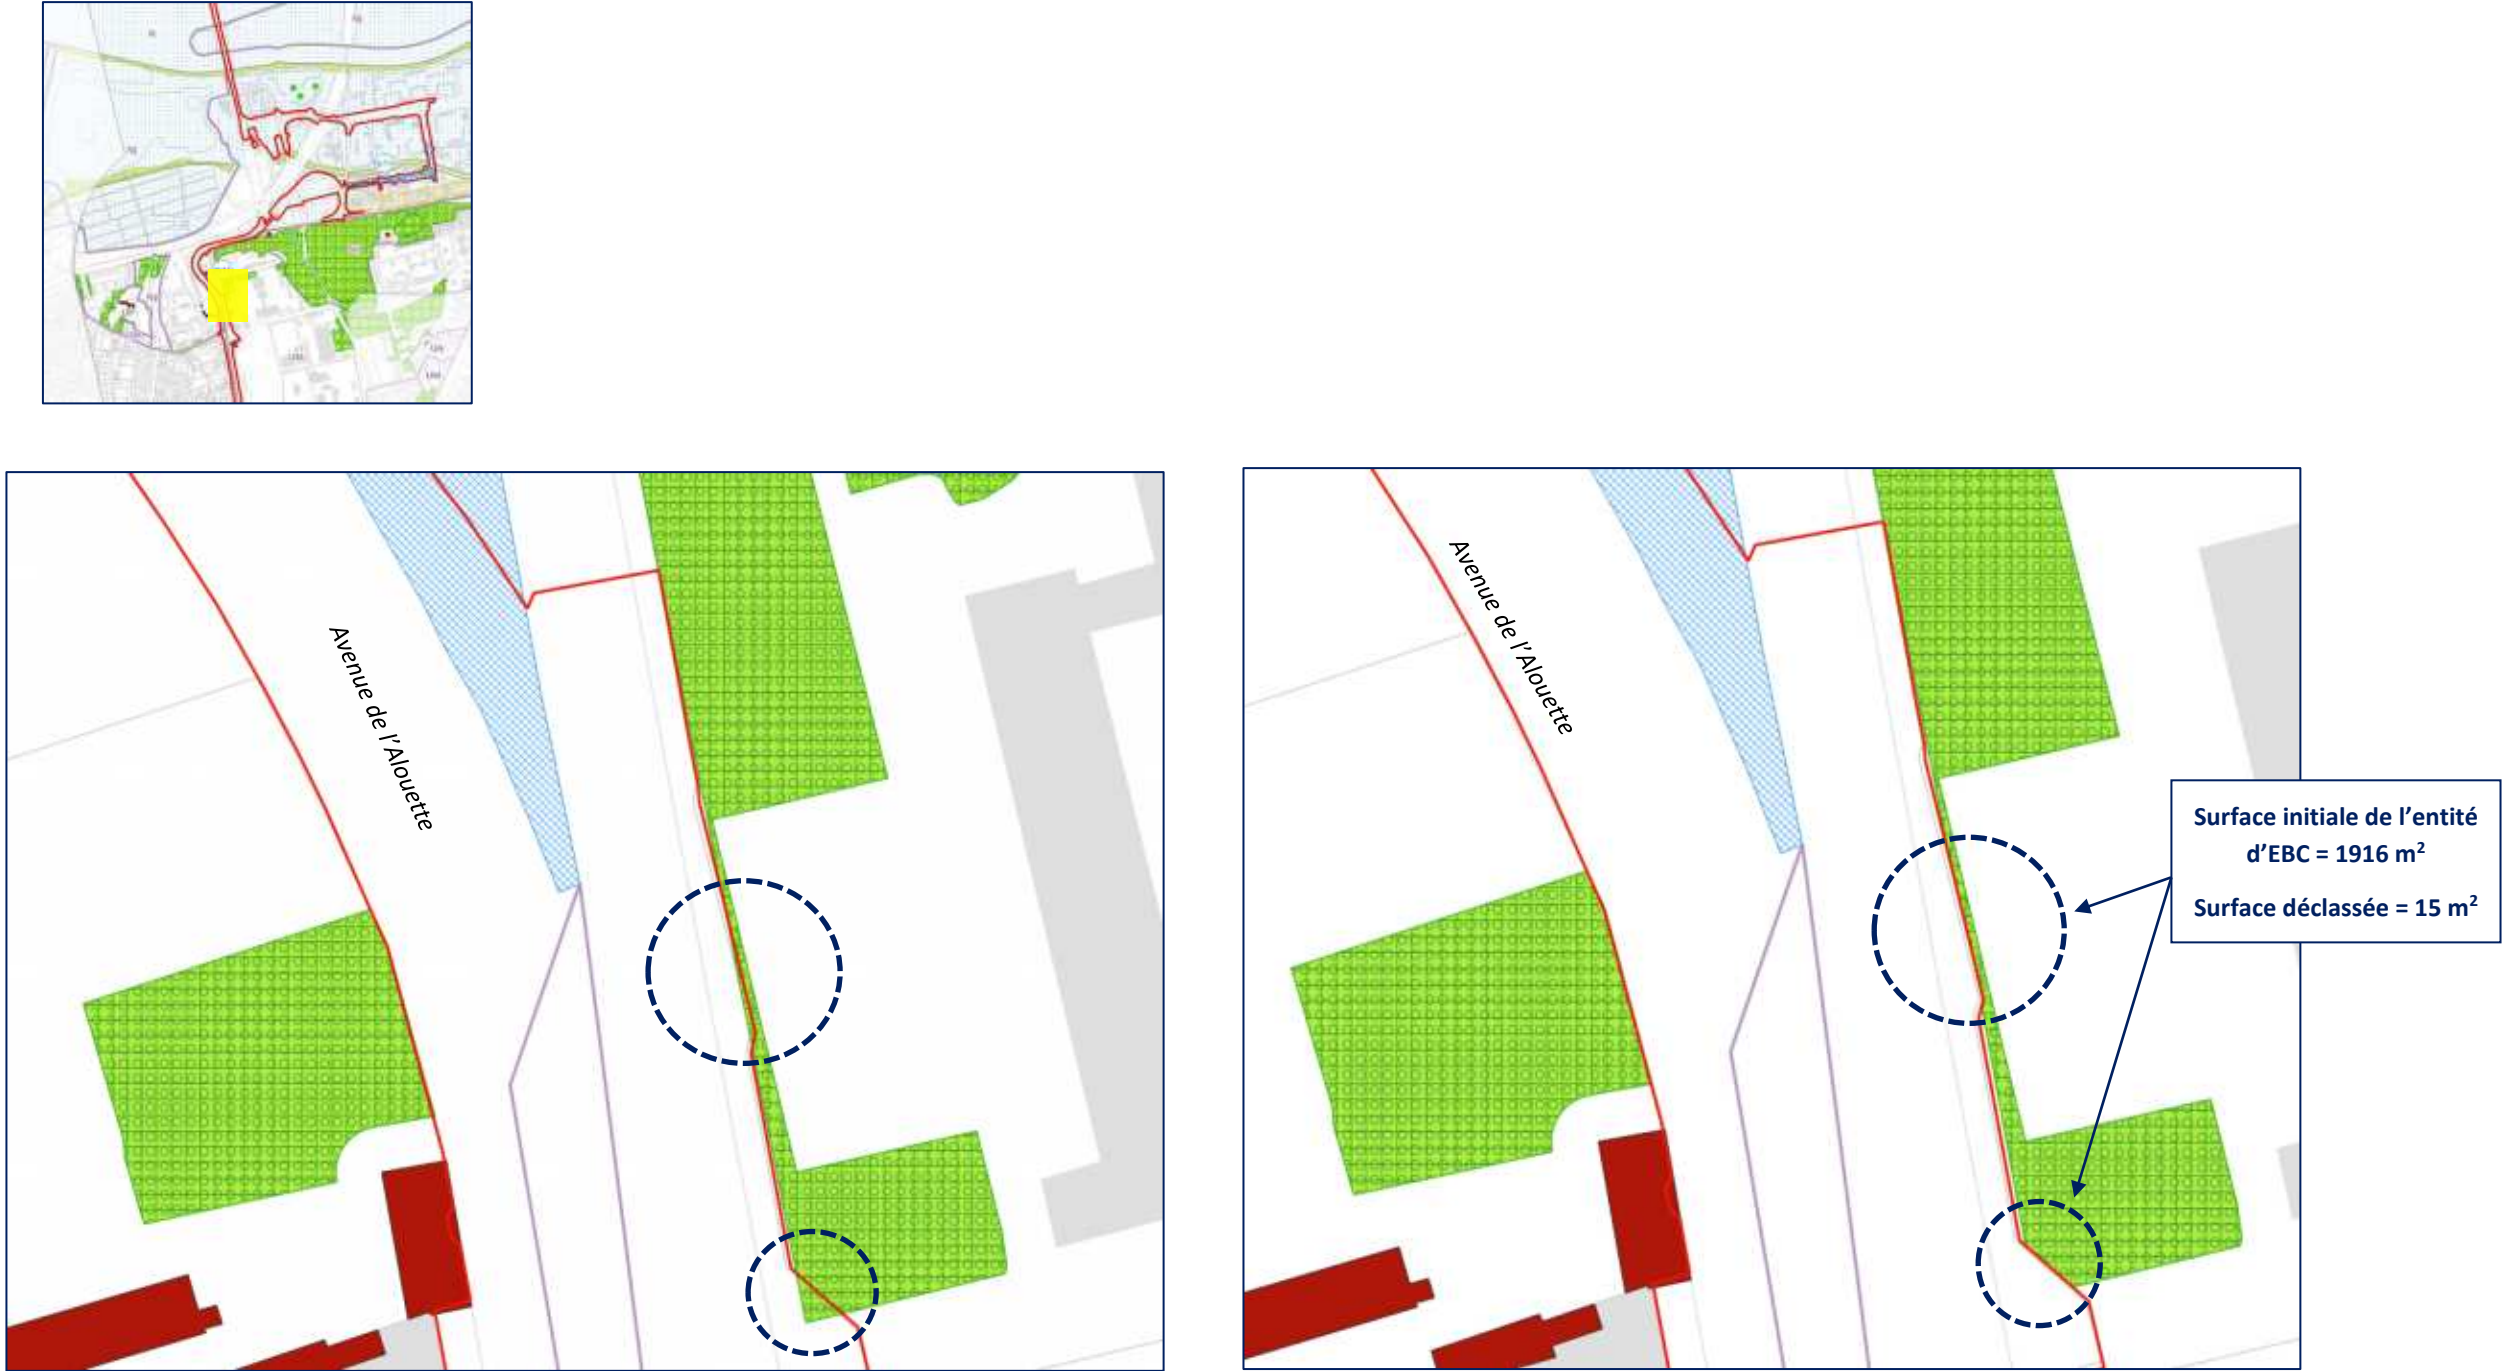 Avenue de l'Alouette
Avenue de l'Alouette
Surface initiale de l'entité
d'EBC = 1916 m²
Surface déclassée = 15 m²